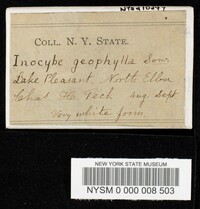 COLL. N. Y. STATE.
Inocybe geophylla Sow.
Lake Pleasant, North Elba
Chas. H. Peck Aug. Sept
Very white form
NEW YORK STATE MUSEUM
NYSM 0 000 008 503